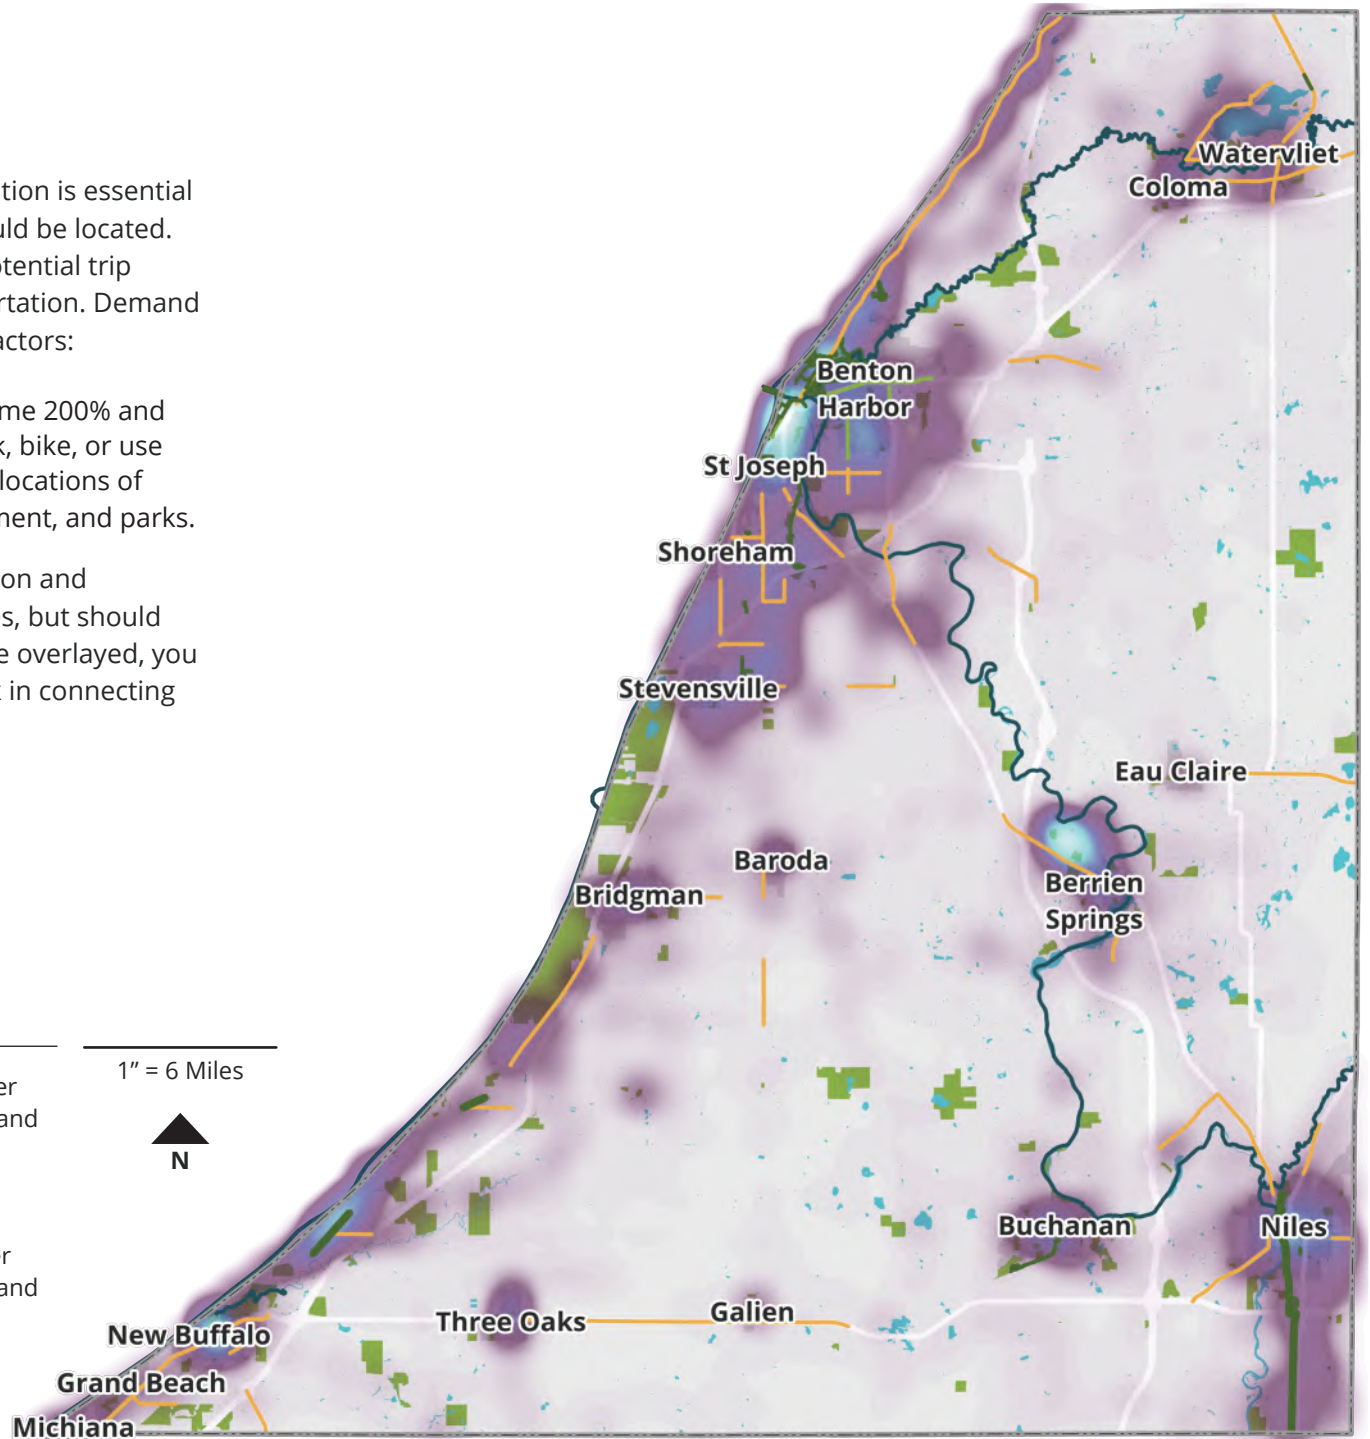 tion is essential
uld be located.
otential trip
rtation. Demand
actors:
me 200% and
k, bike, or use
locations of
ment, and parks.
on and
s, but should
e overlayed, you
k in connecting
er
and
er
and
1” = 6 Miles
N
Watervliet
Coloma
Benton
Harbor
St Joseph
Shoreham
Stevensville
Eau Claire
Baroda
Bridgman
Berrien
Springs
Buchanan
Niles
Galien
Three Oaks
New Buffalo
Grand Beach
Michiana